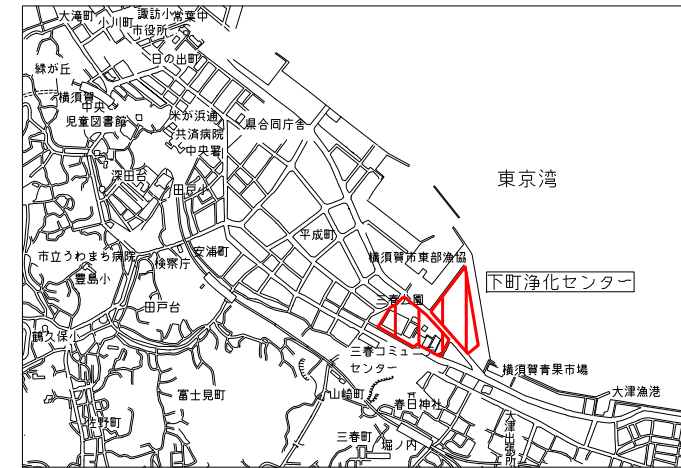 大滝町
諏訪小
常葉中
小川町
市役所
日の出町
緑が丘
横須賀
中央
児童図書館
米が浜通
共済病院
中央署
県合同庁舎
深田台
田戸小
東京湾
平成町
安浦町
市立うわまち病院
検察庁
豊島小
横須賀市東部漁協
下町浄化センター
三春公園
田戸台
鶴久保小
三春コミュニティ
センター
横須賀青果市場
富士見町
山崎町
春日神社
大津漁港
佐野町
三春町
堀ノ内
大津出張所